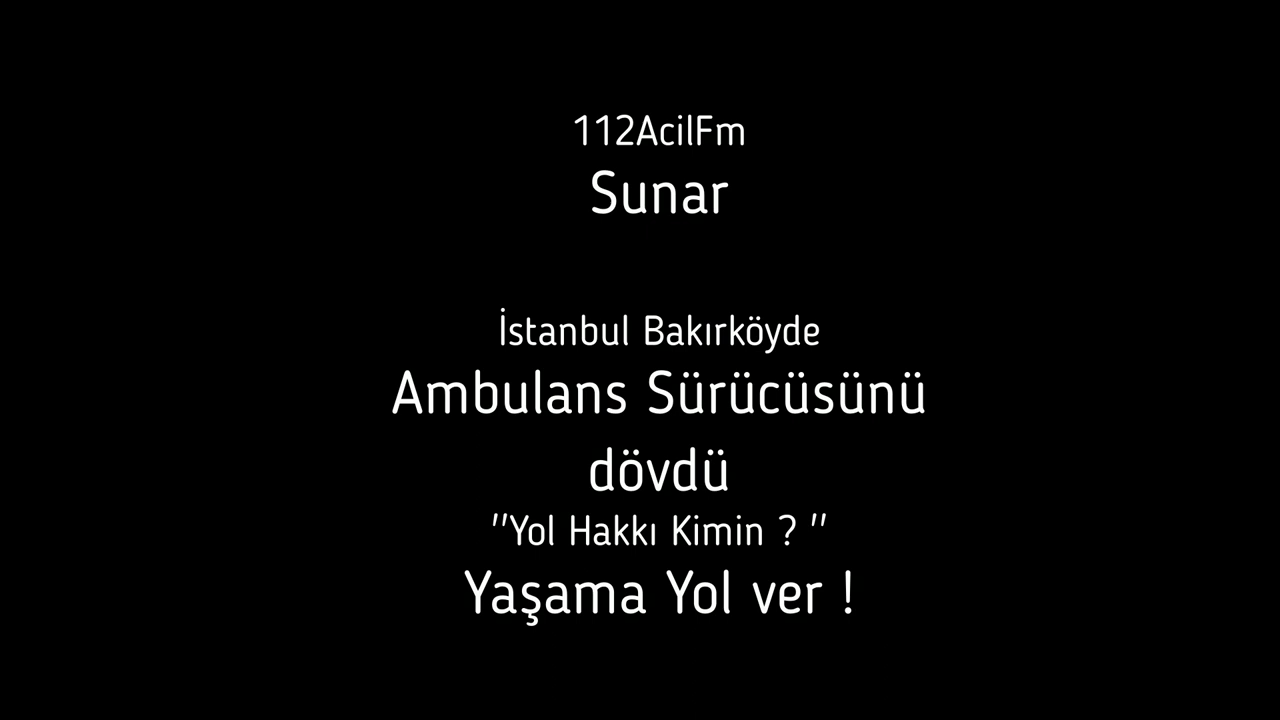 112AcilFm
Sunar
İstanbul Bakırköyde
Ambulans Sürücüsünü
dövdü
"Yol Hakkı Kimin ? "
Yaşama Yol ver !